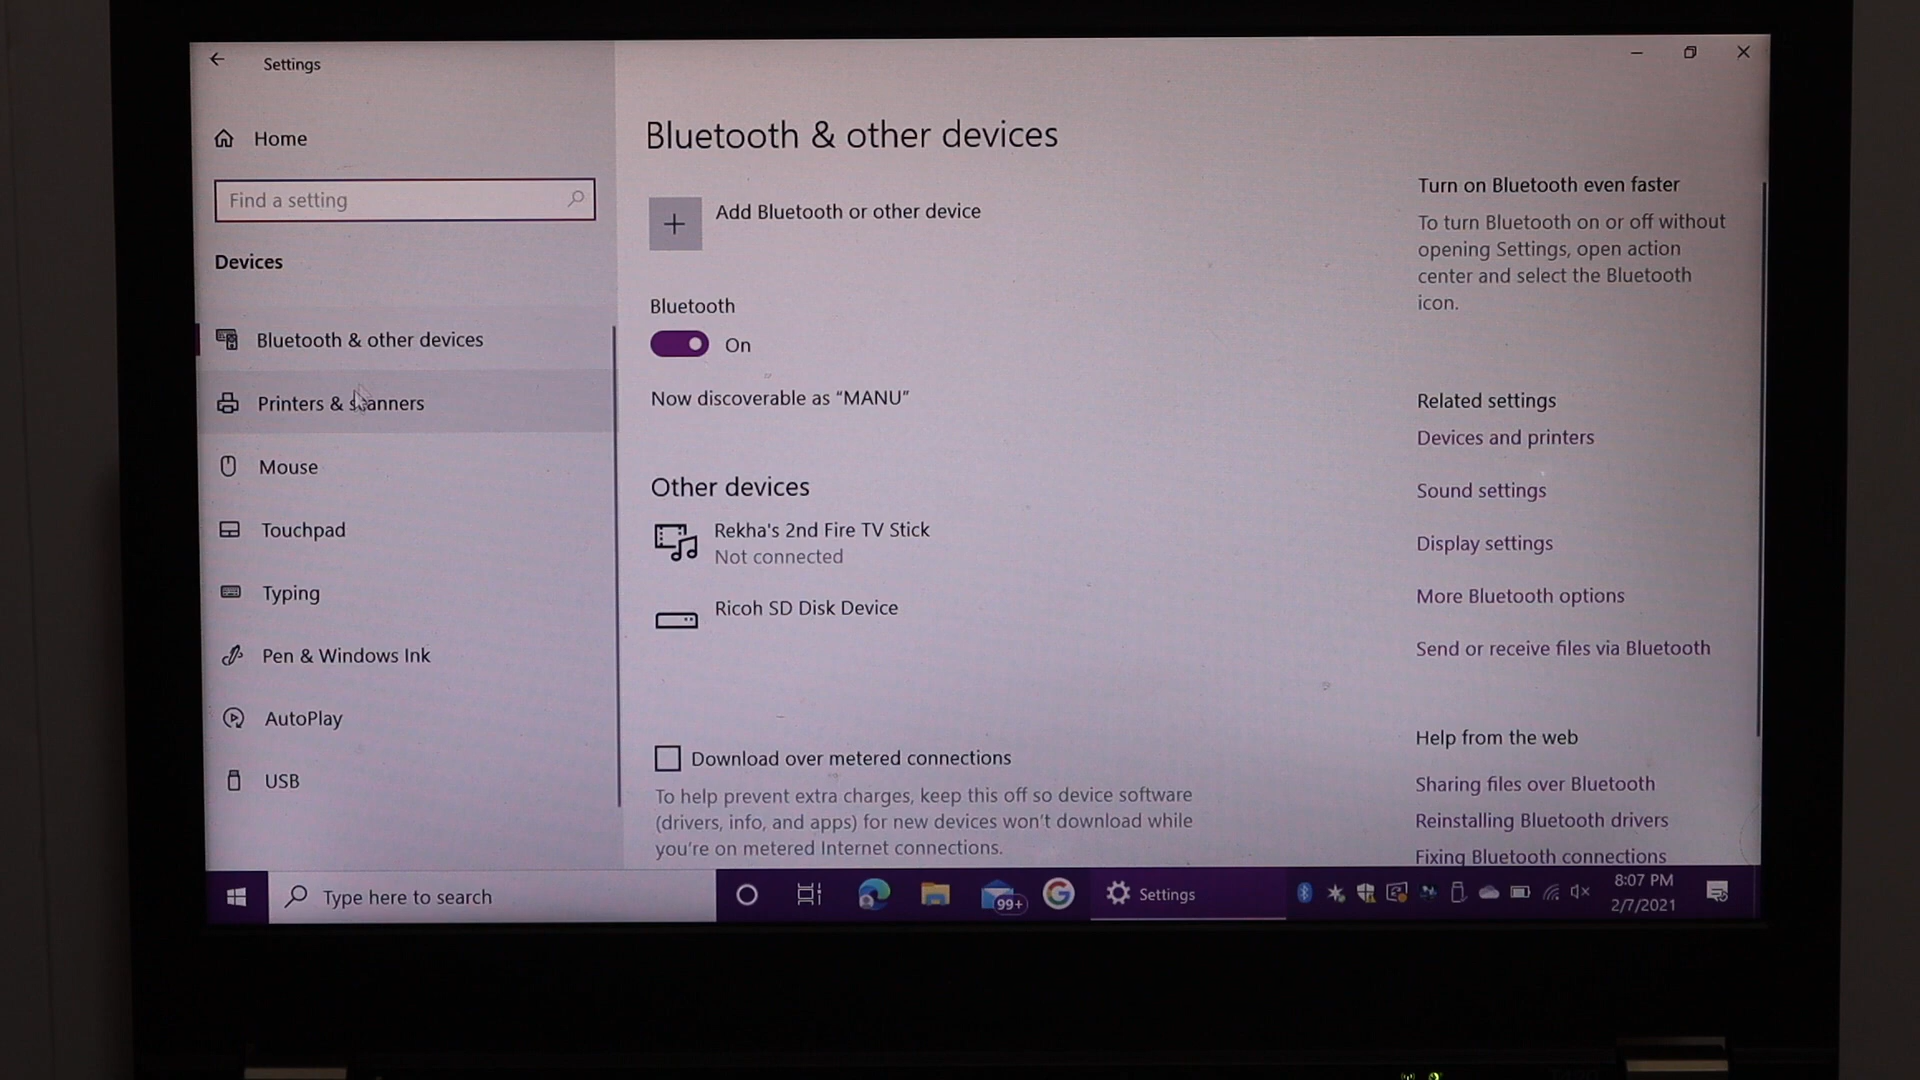 Settings
Home
Find a setting
Devices
Bluetooth & other devices
Printers & scanners
Mouse
Touchpad
Typing
Pen & Windows Ink
AutoPlay
USB
Bluetooth & other devices
Add Bluetooth or other device
Bluetooth
On
Now discoverable as “MANU”
Other devices
Rekha's 2nd Fire TV Stick
Not connected
Ricoh SD Disk Device
Download over metered connections
To help prevent extra charges, keep this off so device software
(drivers, info, and apps) for new devices won't download while
you're on metered Internet connections.
Turn on Bluetooth even faster
To turn Bluetooth on or off without
opening Settings, open action
center and select the Bluetooth
icon.
Related settings
Devices and printers
Sound settings
Display settings
More Bluetooth options
Send or receive files via Bluetooth
Help from the web
Sharing files over Bluetooth
Reinstalling Bluetooth drivers
Fixing Bluetooth connections
Type here to search
99+
Settings
8:07 PM
2/7/2021